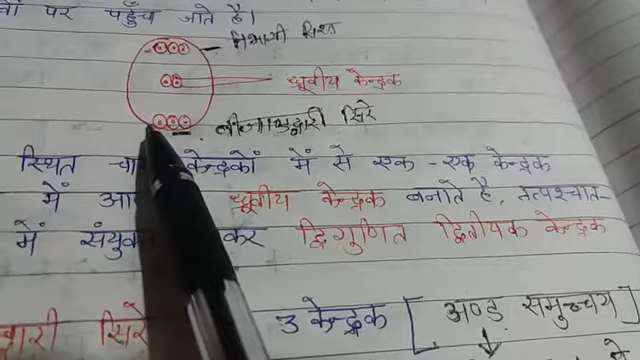 पर पहुँच जाते है।
निभागी सिरा
ध्रूवीय केन्द्रक
बीजाण्डद्वारी सिरे
स्थित चा केन्द्रकों में से एक - एक केन्द्रक
में आ ध्रूवीय केन्द्रक बनाते है, तत्पश्चात-
में संयु कर द्विगुणित द्वितीयक केन्द्रक
द्वारी सिरे 3 केन्द्रक [ अण्ड समुच्चय ]